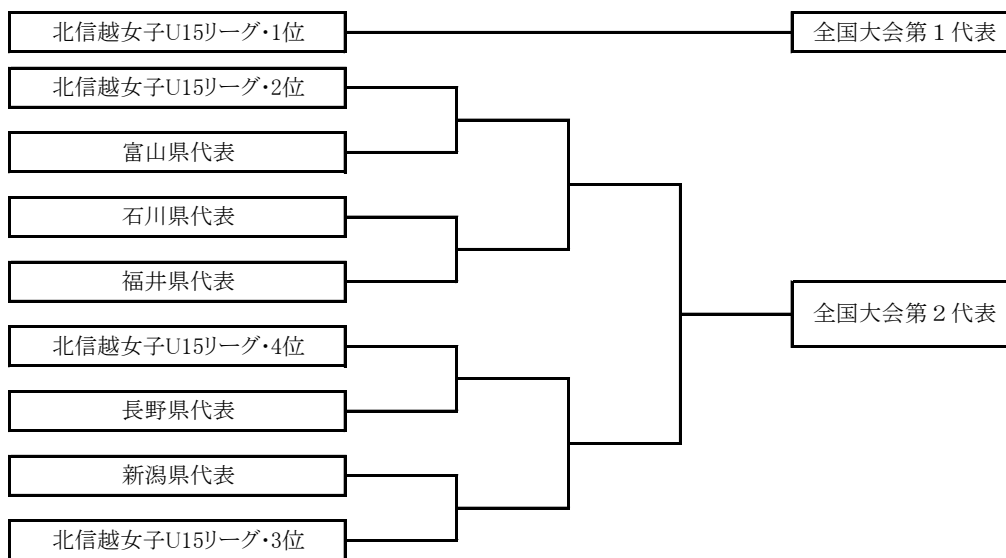 北信越女子U15リーグ・1位
全国大会第１代表
北信越女子U15リーグ・2位
富山県代表
石川県代表
福井県代表
全国大会第２代表
北信越女子U15リーグ・4位
長野県代表
新潟県代表
北信越女子U15リーグ・3位